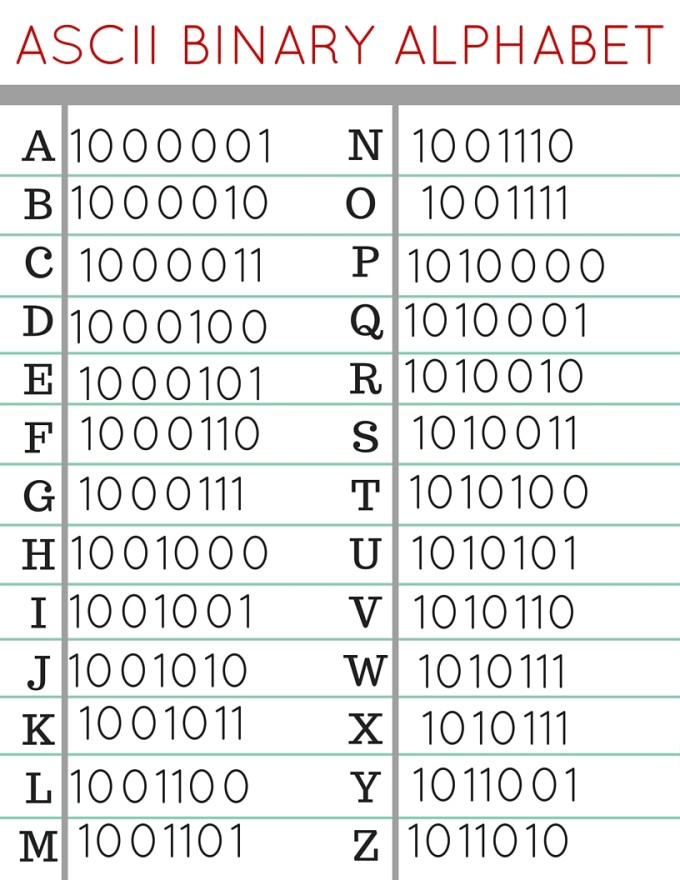 ASCII BINARY ALPHABET
A 1000001 N 1001110
B 1000010 O 1001111
C 1000011 P 1010000
D 1000100 Q 1010001
E 1000101 R 1010010
F 1000110 S 1010011
G 1000111 T 1010100
H 1001000 U 1010101
I 1001001 V 1010110
J 1001010 W 1010111
K 1001011 X 1010111
L 1001100 Y 1011001
M 1001101 Z 1011010